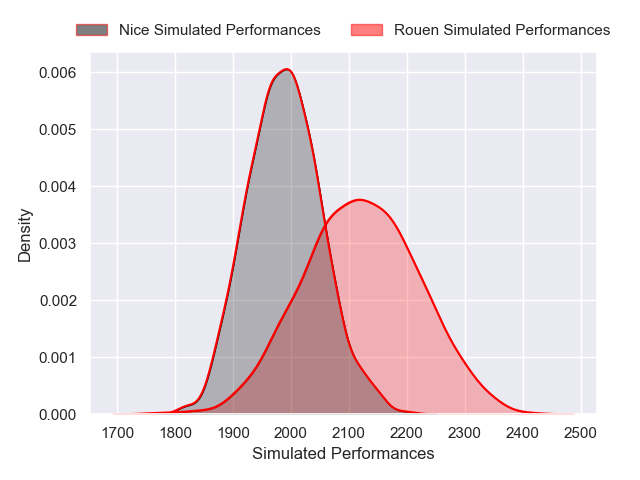 Nice Simulated Performances Rouen Simulated Performances
0.006
0.005
0.004
0.003
0.002
0.001
0.000
Density
1700 1800 1900 2000 2100 2200 2300 2400 2500
Simulated Performances